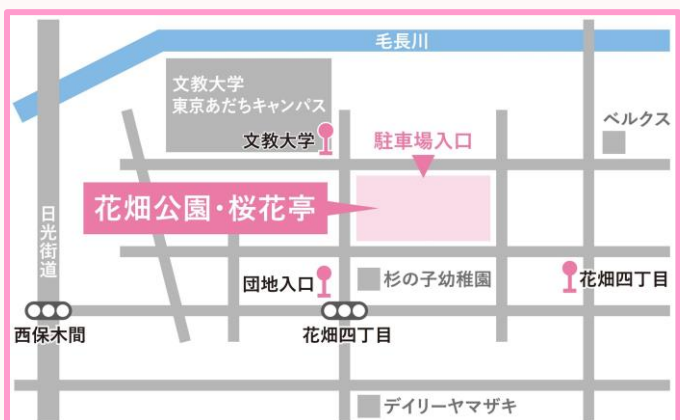 毛長川
文教大学
東京あだちキャンパス
ベルクス
文教大学
駐車場入口
花畑公園・桜花亭
日光街道
団地入口
杉の子幼稚園
花畑四丁目
西保木間
花畑四丁目
デイリーヤマザキ